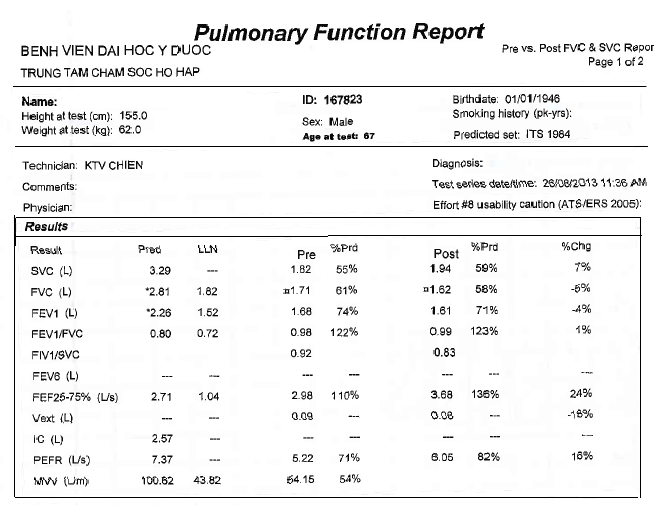 Pulmonary Function Report
BENH VIEN DAI HOC Y DUOC
Pre vs. Post FVC & SVC Repor
TRUNG TAM CHAM SOC HO HAP
Page 1 of 2
Name: ID: 167823 Birthdate: 01/01/1946
Height at test (cm): 155.0 Sex: Male Smoking history (pk-yrs):
Weight at test (kg): 62.0 Age at test: 67 Predicted set: ITS 1984
Technician: KTV CHIEN Diagnosis:
Comments: Test series date/time: 26/08/2013 11:36 AM
Physician: Effort #8 usability caution (ATS/ERS 2005):
Results
Result Pred LLN Pre %Prd Post %Prd %Chg
SVC (L) 3.29 --- 1.82 55% 1.94 59% 7%
FVC (L) *2.81 1.82 ¤1.71 61% ¤1.62 58% -5%
FEV1 (L) *2.26 1.52 1.68 74% 1.61 71% -4%
FEV1/FVC 0.80 0.72 0.98 122% 0.99 123% 1%
FIV1/SVC 0.92 0.83
FEV6 (L) --- --- --- --- --- --- ---
FEF25-75% (L/s) 2.71 1.04 2.98 110% 3.68 136% 24%
Vext (L) --- --- 0.09 --- 0.08 --- -16%
IC (L) 2.57 --- --- --- --- --- ---
PEFR (L/s) 7.37 --- 5.22 71% 6.05 82% 16%
MVV (L/m) 100.62 43.82 54.15 54%